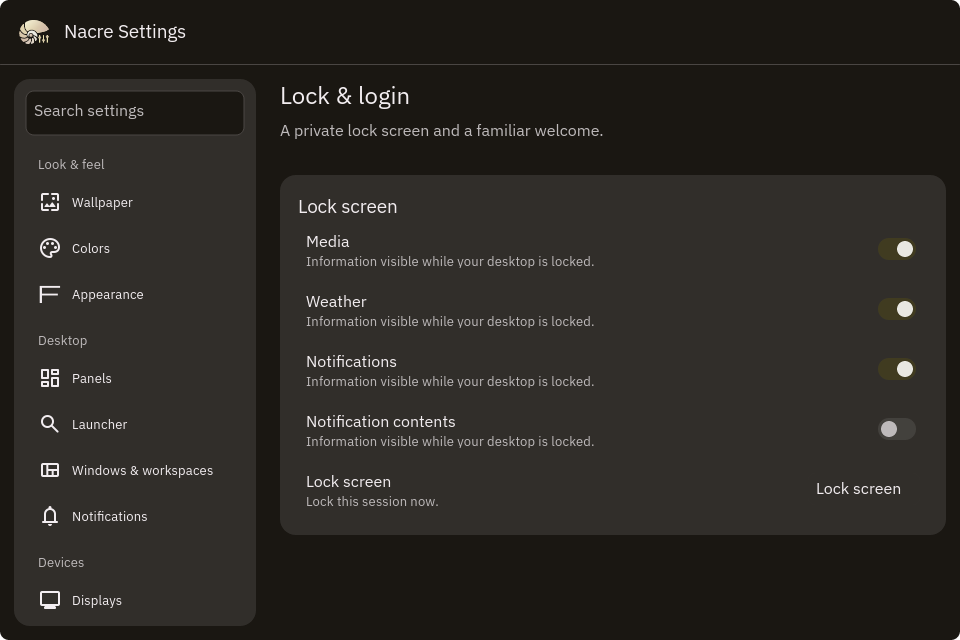 Nacre Settings
Search settings
Look & feel
Wallpaper
Colors
Appearance
Desktop
Panels
Launcher
Windows & workspaces
Notifications
Devices
Displays
Lock & login
A private lock screen and a familiar welcome.
Lock screen
Media
Information visible while your desktop is locked.
Weather
Information visible while your desktop is locked.
Notifications
Information visible while your desktop is locked.
Notification contents
Information visible while your desktop is locked.
Lock screen
Lock this session now.
Lock screen